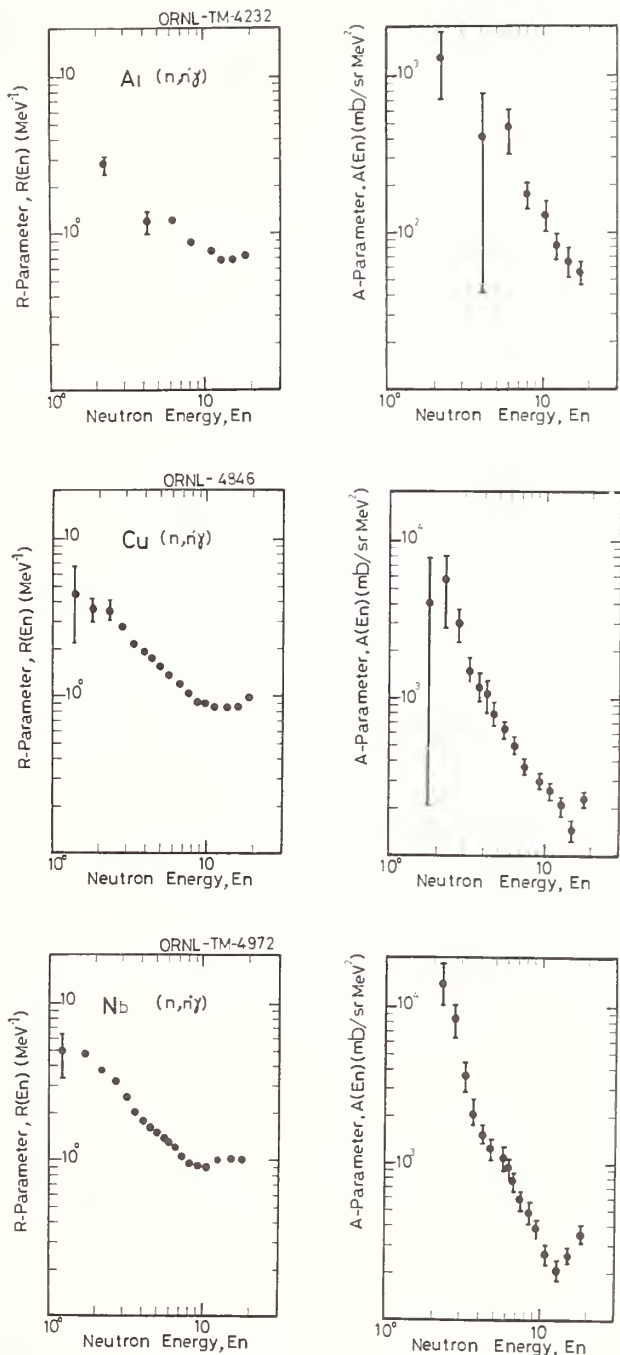 ORNL-TM-4232
Al (n,n'γ)
R-Parameter, R(En) (MeV⁻¹)
10
10⁰
10⁰
10
Neutron Energy, En
A-Parameter, A(En)(mb/sr MeV²)
10³
10²
10⁰
10
Neutron Energy, En
ORNL-4846
Cu (n,n'γ)
R-Parameter, R(En) (MeV⁻¹)
10
10⁰
10⁰
10
Neutron Energy, En
A-Parameter, A(En)(mb/sr MeV²)
10⁴
10³
10⁰
10
Neutron Energy, En
ORNL-TM-4972
Nb (n,n'γ)
R-Parameter, R(En) (MeV⁻¹)
10
10⁰
10⁰
10
Neutron Energy, En
A-Parameter, A(En)(mb/sr MeV²)
10⁴
10³
10⁰
10
Neutron Energy, En